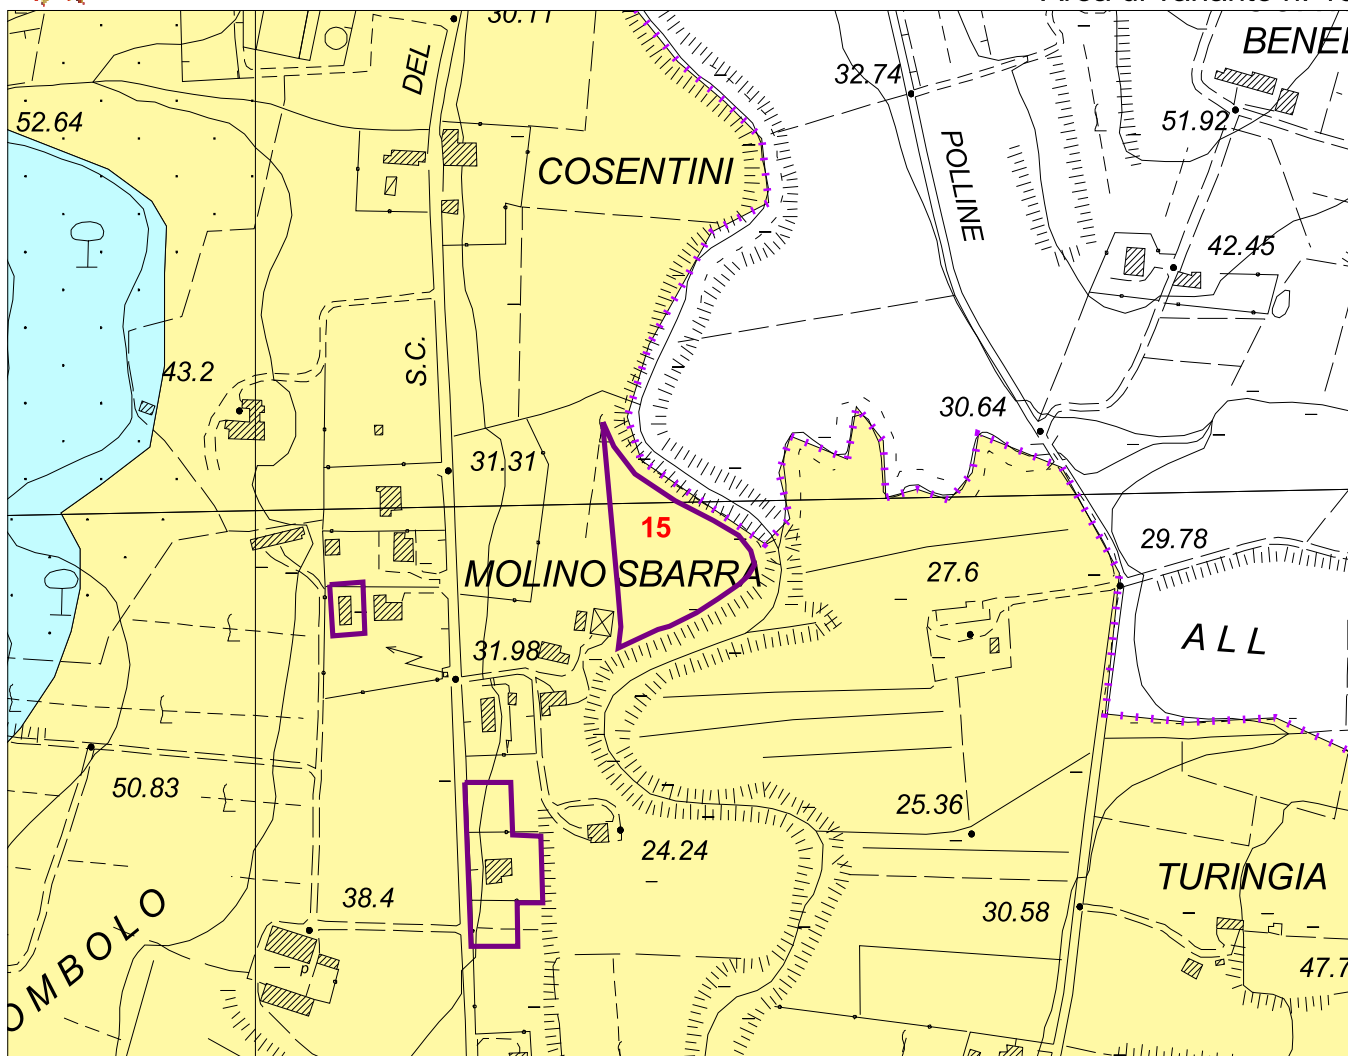 30.11
DEL
32.74
BENE
52.64
51.92
COSENTINI
POLLINE
42.45
43.2
S.C.
30.64
31.31
15
29.78
MOLINO SBARRA
27.6
ALL
31.98
50.83
25.36
24.24
TURINGIA
38.4
30.58
OMBOLO
p
47.7